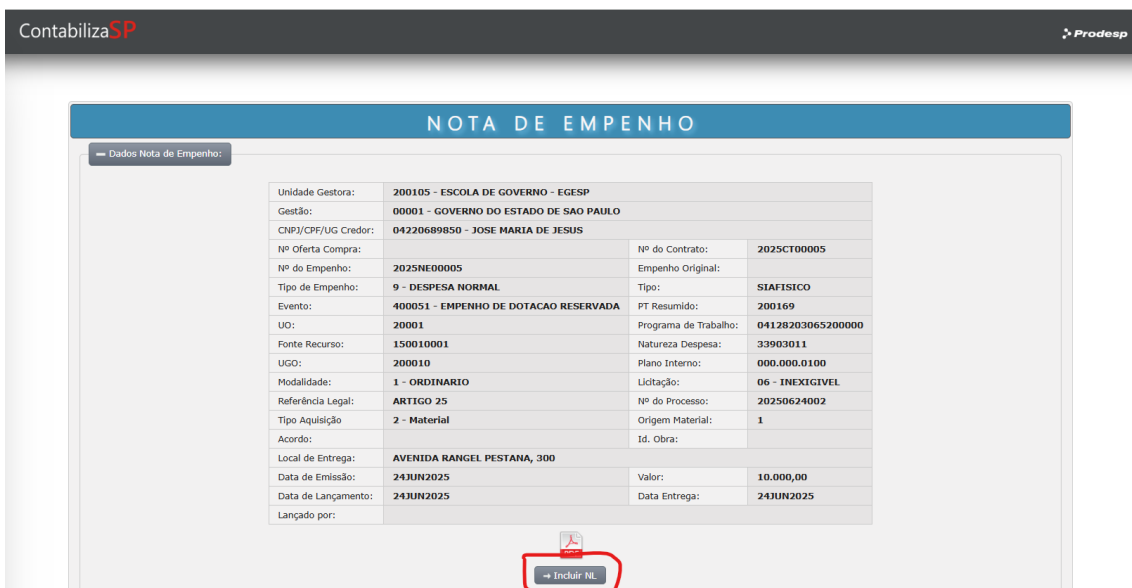 ContabilizaSP
Prodesp
NOTA DE EMPENHO
Dados Nota de Empenho:
Unidade Gestora: 200105 - ESCOLA DE GOVERNO - EGESP
Gestão: 00001 - GOVERNO DO ESTADO DE SAO PAULO
CNPJ/CPF/UG Credor: 04220689850 - JOSE MARIA DE JESUS
Nº Oferta Compra: Nº do Contrato: 2025CT00005
Nº do Empenho: 2025NE00005 Empenho Original:
Tipo de Empenho: 9 - DESPESA NORMAL Tipo: SIAFISICO
Evento: 400051 - EMPENHO DE DOTACAO RESERVADA PT Resumido: 200169
UO: 20001 Programa de Trabalho: 04128203065200000
Fonte Recurso: 150010001 Natureza Despesa: 33903011
UGO: 200010 Plano Interno: 000.000.0100
Modalidade: 1 - ORDINARIO Licitação: 06 - INEXIGIVEL
Referência Legal: ARTIGO 25 Nº do Processo: 20250624002
Tipo Aquisição 2 - Material Origem Material: 1
Acordo: Id. Obra:
Local de Entrega: AVENIDA RANGEL PESTANA, 300
Data de Emissão: 24JUN2025 Valor: 10.000,00
Data de Lançamento: 24JUN2025 Data Entrega: 24JUN2025
Lançado por:
Incluir NL